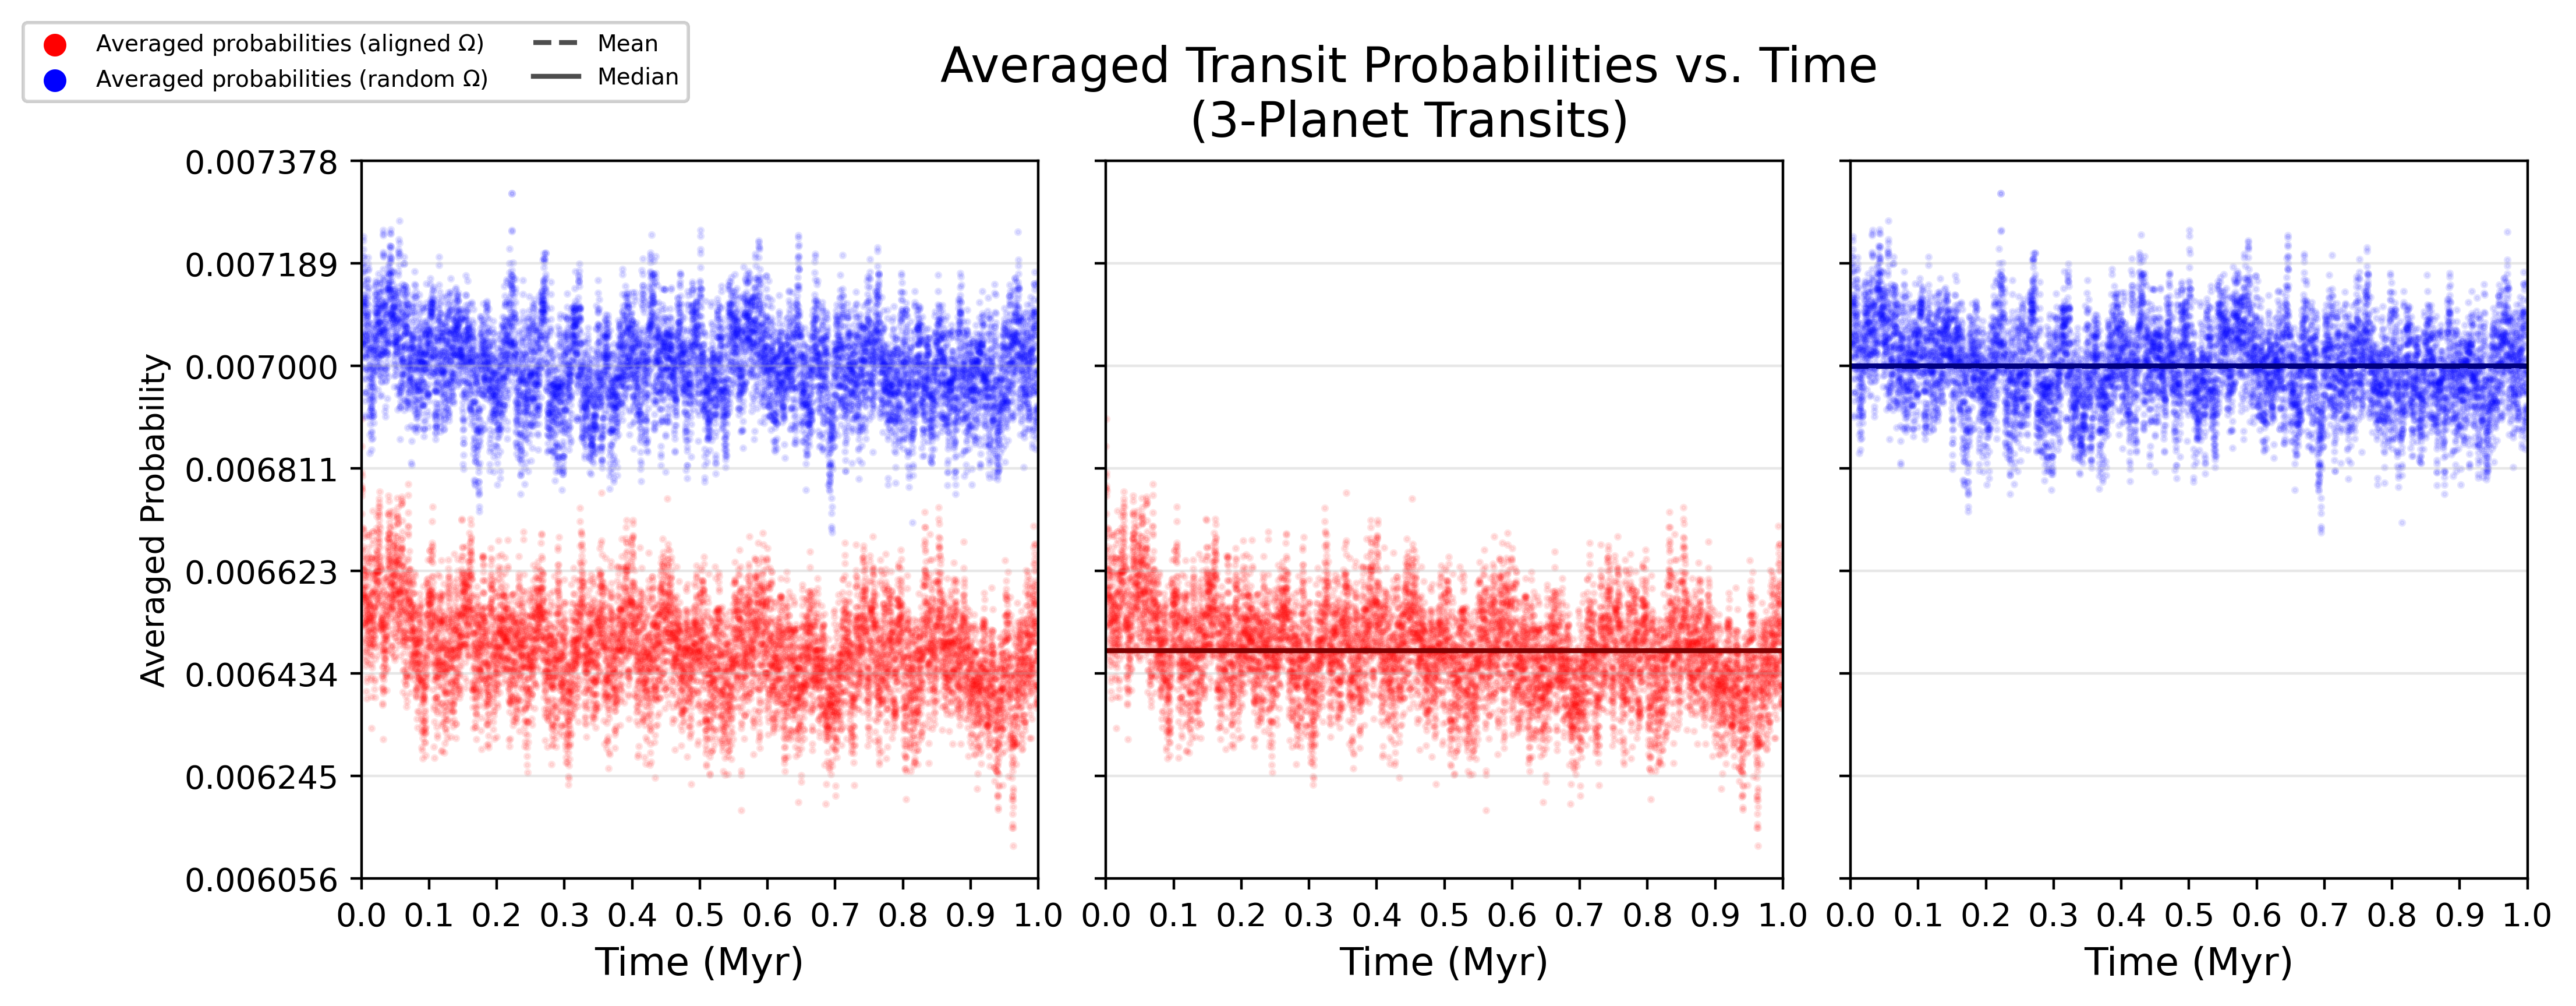 Averaged probabilities (aligned Ω)
Averaged probabilities (random Ω)
Mean
Median
Averaged Transit Probabilities vs. Time
(3-Planet Transits)
Averaged Probability
0.007378
0.007189
0.007000
0.006811
0.006623
0.006434
0.006245
0.006056
0.0 0.1 0.2 0.3 0.4 0.5 0.6 0.7 0.8 0.9 1.0
Time (Myr)
0.0 0.1 0.2 0.3 0.4 0.5 0.6 0.7 0.8 0.9 1.0
Time (Myr)
0.0 0.1 0.2 0.3 0.4 0.5 0.6 0.7 0.8 0.9 1.0
Time (Myr)